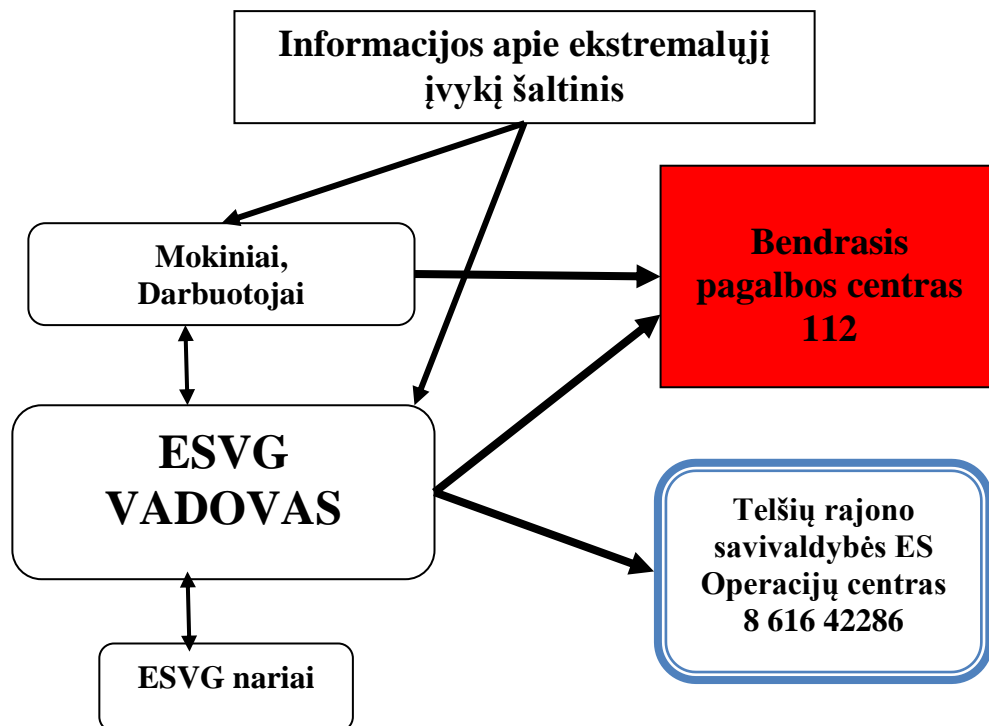 Informacijos apie ekstremalųjį
įvykį šaltinis
Mokiniai,
Darbuotojai
Bendrasis
pagalbos centras
112
ESVG
VADOVAS
Telšių rajono
savivaldybės ES
Operacijų centras
8 616 42286
ESVG nariai